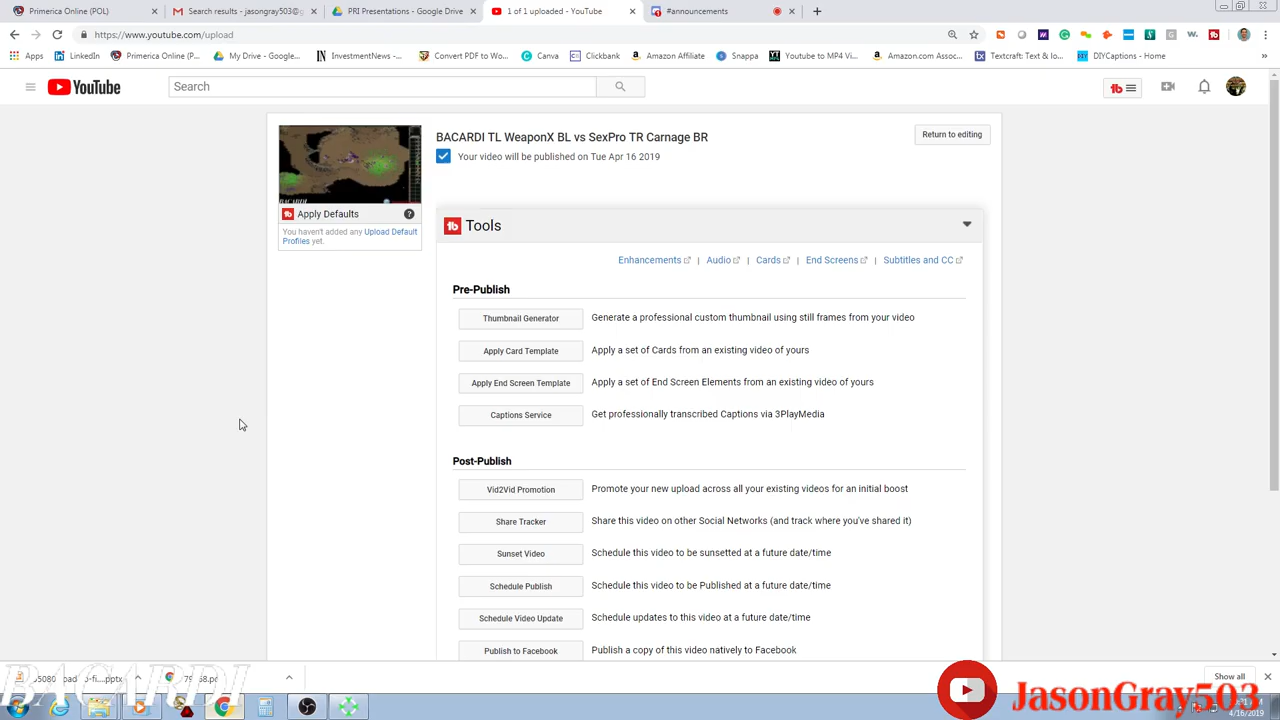 Primerica Online (POL)
Search results - jasongray503@g
PRI Presentations - Google Drive
1 of 1 uploaded - YouTube
#announcements
https://www.youtube.com/upload
Apps
LinkedIn
Primerica Online (P...
My Drive - Google...
InvestmentNews -
Convert PDF to Wo...
Canva
Clickbank
Amazon Affiliate
Snappa
Youtube to MP4 Vi...
Amazon.com Assoc...
Textcraft: Text & Ic...
DIYCaptions - Home
YouTube
Search
BACARDI TL WeaponX BL vs SexPro TR Carnage BR
Return to editing
Your video will be published on Tue Apr 16 2019
BACARDI
Apply Defaults
You haven't added any Upload Default
Profiles yet.
Tools
Enhancements | Audio | Cards | End Screens | Subtitles and CC
Pre-Publish
Thumbnail Generator Generate a professional custom thumbnail using still frames from your video
Apply Card Template Apply a set of Cards from an existing video of yours
Apply End Screen Template Apply a set of End Screen Elements from an existing video of yours
Captions Service Get professionally transcribed Captions via 3PlayMedia
Post-Publish
Vid2Vid Promotion Promote your new upload across all your existing videos for an initial boost
Share Tracker Share this video on other Social Networks (and track where you've shared it)
Sunset Video Schedule this video to be sunsetted at a future date/time
Schedule Publish Schedule this video to be Published at a future date/time
Schedule Video Update Schedule updates to this video at a future date/time
Publish to Facebook Publish a copy of this video natively to Facebook
BACARDI
Show all
JasonGray503
4/16/2019